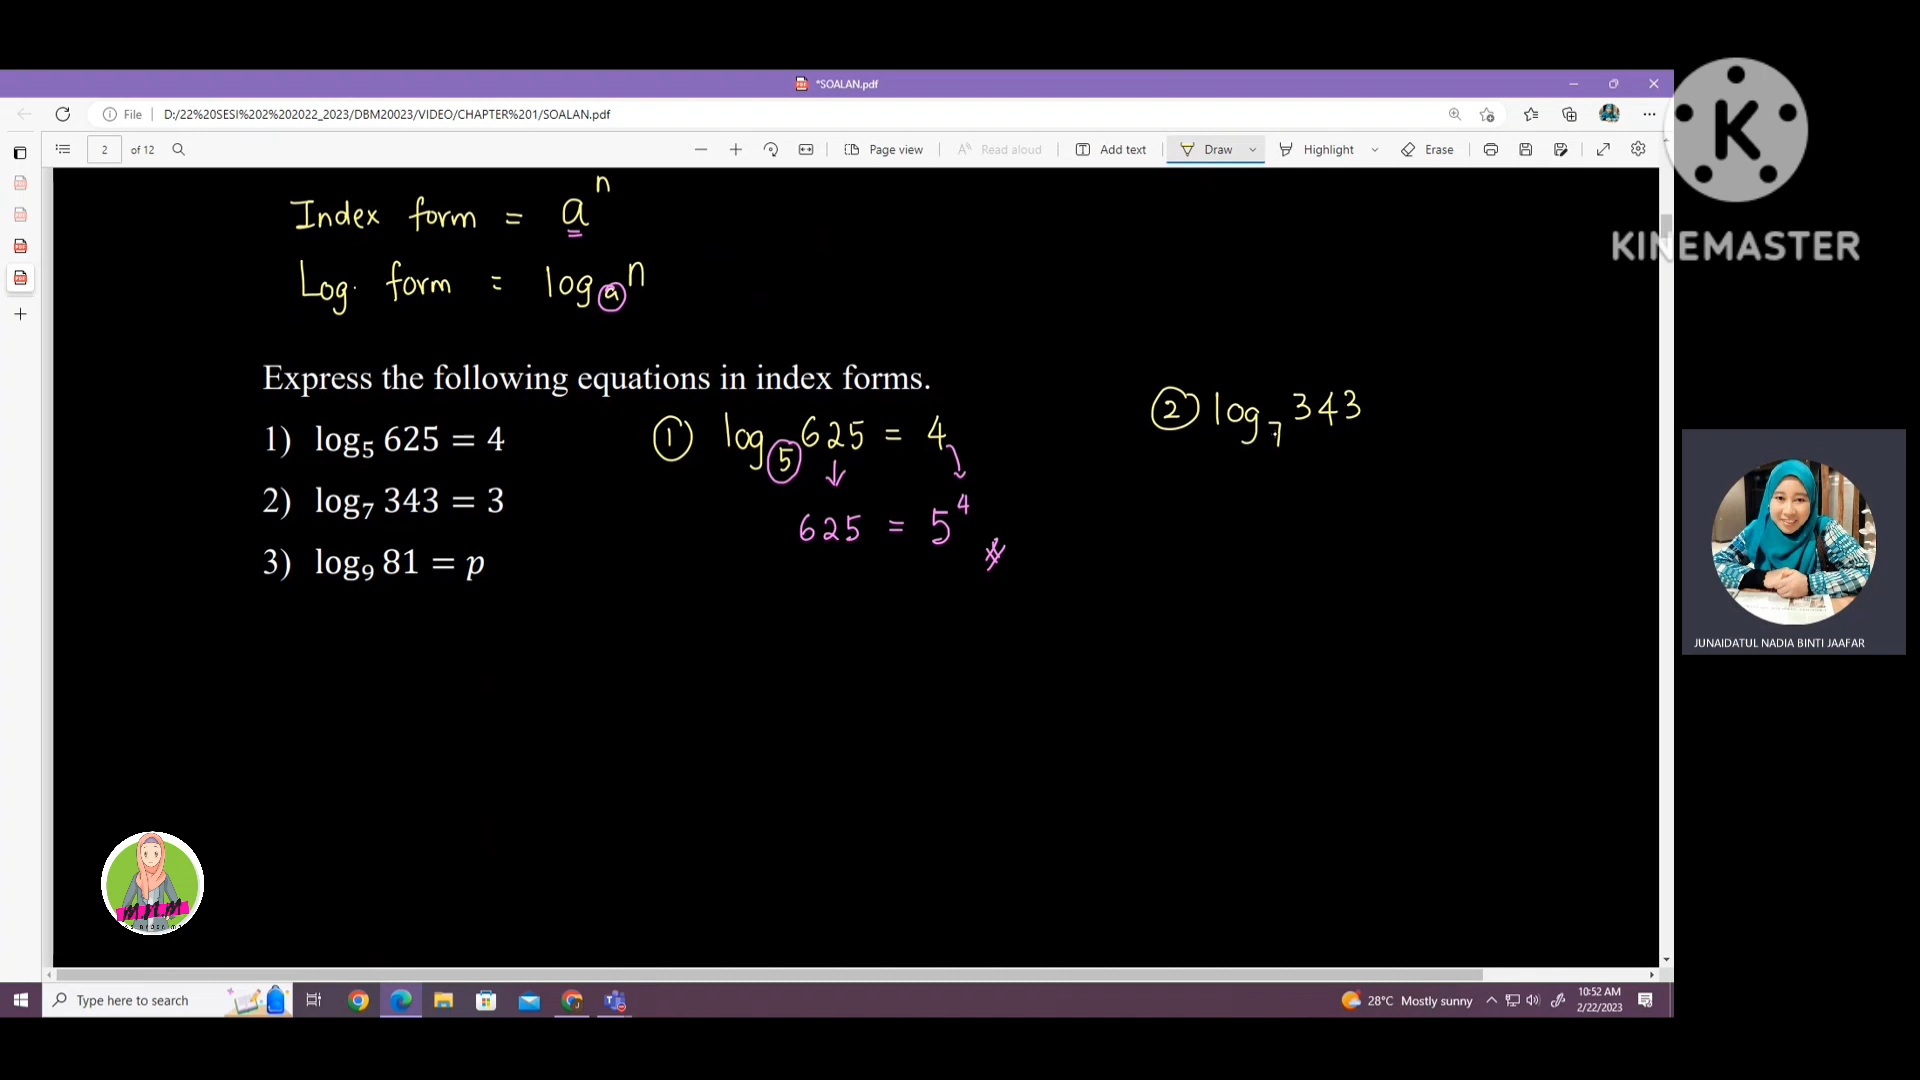 *SOALAN.pdf
File | D:/22%20SESI%202%202022_2023/DBM20023/VIDEO/CHAPTER%201/SOALAN.pdf
2 of 12 Page view Read aloud Add text Draw Highlight Erase
K
KINEMASTER
Index form = aⁿ
Log. form = logₐ n
Express the following equations in index forms.
1) log₅ 625 = 4
2) log₇ 343 = 3
3) log₉ 81 = p
① log₅ 625 = 4
625 = 5⁴
② log₇ 343
JUNAIDATUL NADIA BINTI JAAFAR
M.N.M
Type here to search
28°C Mostly sunny
10:52 AM
2/22/2023